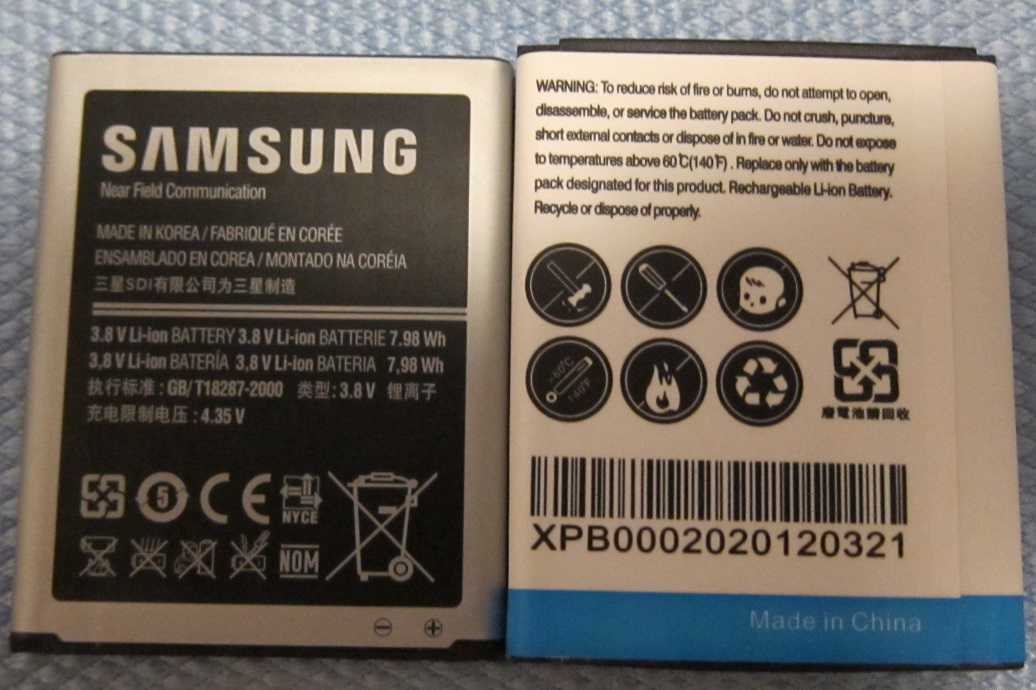 SAMSUNG
Near Field Communication
MADE IN KOREA / FABRIQUÉ EN CORÉE
ENSAMBLADO EN COREA / MONTADO NA CORÉIA
三星SDI有限公司为三星制造
3.8 V Li-ion BATTERY 3.8 V Li-ion BATTERIE 7.98 Wh
3,8 V Li-ion BATERÍA 3,8 V Li-ion BATERIA 7,98 Wh
执行标准 : GB/T18287-2000 类型: 3.8 V 锂离子
充电限制电压 : 4.35 V
5
CE
NYCE
NOM
WARNING: To reduce risk of fire or burns, do not attempt to open,
disassemble, or service the battery pack. Do not crush, puncture,
short external contacts or dispose of in fire or water. Do not expose
to temperatures above 60℃(140℉) . Replace only with the battery
pack designated for this product. Rechargeable Li-ion Battery.
Recycle or dispose of properly.
60°C
140°F
廢電池請回收
XPB0002020120321
Made in China